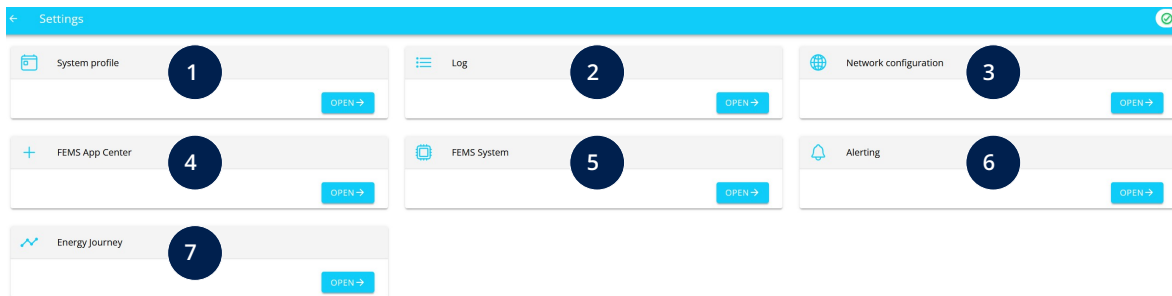 ← Settings
System profile 1
Log 2
Network configuration 3
OPEN→
OPEN→
OPEN→
FEMS App Center 4
FEMS System 5
Alerting 6
OPEN→
OPEN→
OPEN→
Energy Journey 7
OPEN→